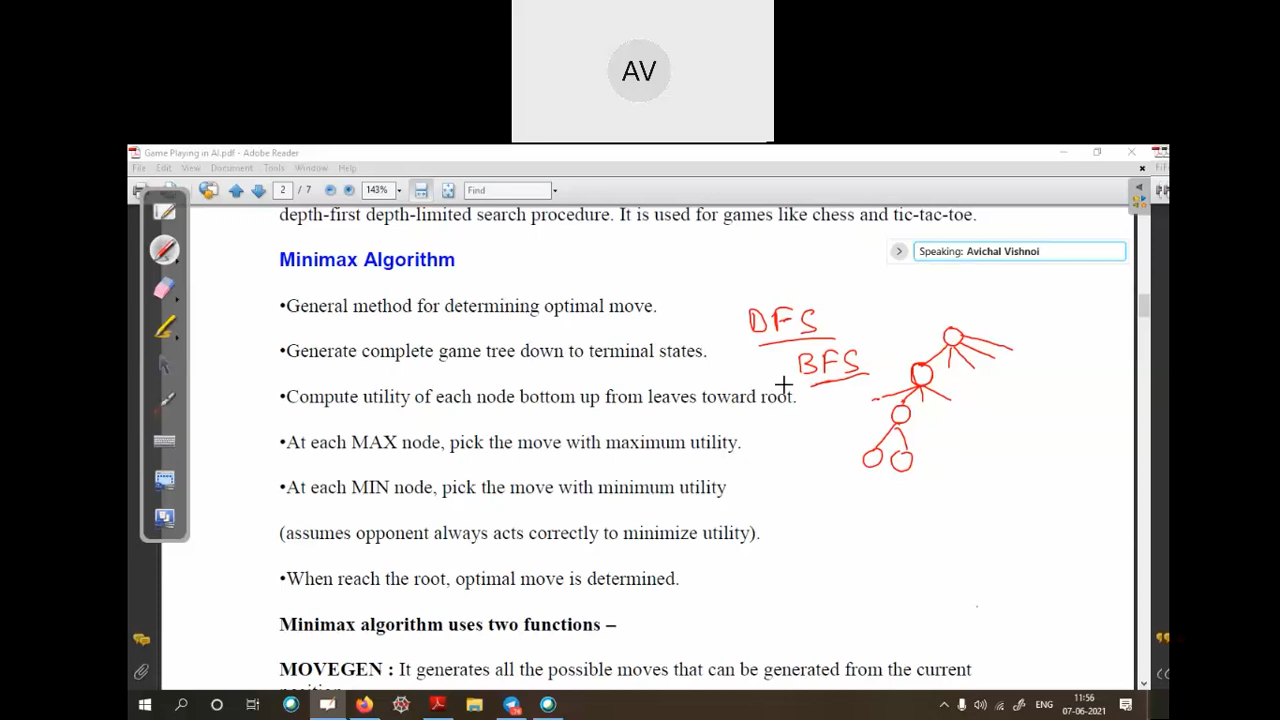 AV
Game Playing in AI.pdf - Adobe Reader
File Edit View Document Tools Window Help
2 / 7 143% Find
depth-first depth-limited search procedure. It is used for games like chess and tic-tac-toe.
Speaking: Avichal Vishnoi
Minimax Algorithm
•General method for determining optimal move.
DFS
•Generate complete game tree down to terminal states.
BFS
•Compute utility of each node bottom up from leaves toward root.
•At each MAX node, pick the move with maximum utility.
•At each MIN node, pick the move with minimum utility
(assumes opponent always acts correctly to minimize utility).
•When reach the root, optimal move is determined.
Minimax algorithm uses two functions –
MOVEGEN : It generates all the possible moves that can be generated from the current
ENG
11:56
07-06-2021